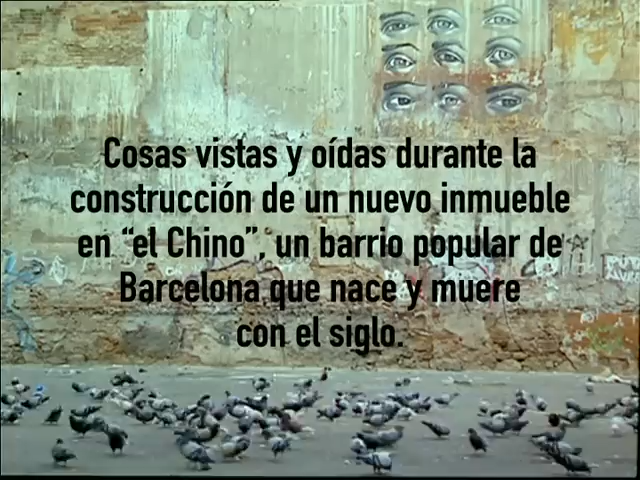 Cosas vistas y oídas durante la
construcción de un nuevo inmueble
en “el Chino”, un barrio popular de
Barcelona que nace y muere
con el siglo.